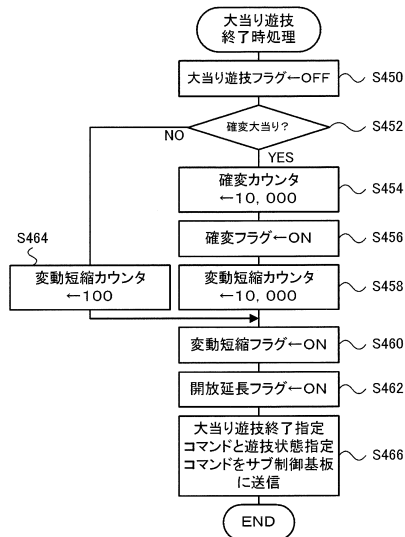 大当り遊技
終了時処理
大当り遊技フラグ←OFF
S450
確変大当り?
S452
NO
YES
確変カウンタ
←10,000
S454
確変フラグ←ON
S456
S464
変動短縮カウンタ
←100
変動短縮カウンタ
←10,000
S458
変動短縮フラグ←ON
S460
開放延長フラグ←ON
S462
大当り遊技終了指定
コマンドと遊技状態指定
コマンドをサブ制御基板
に送信
S466
END